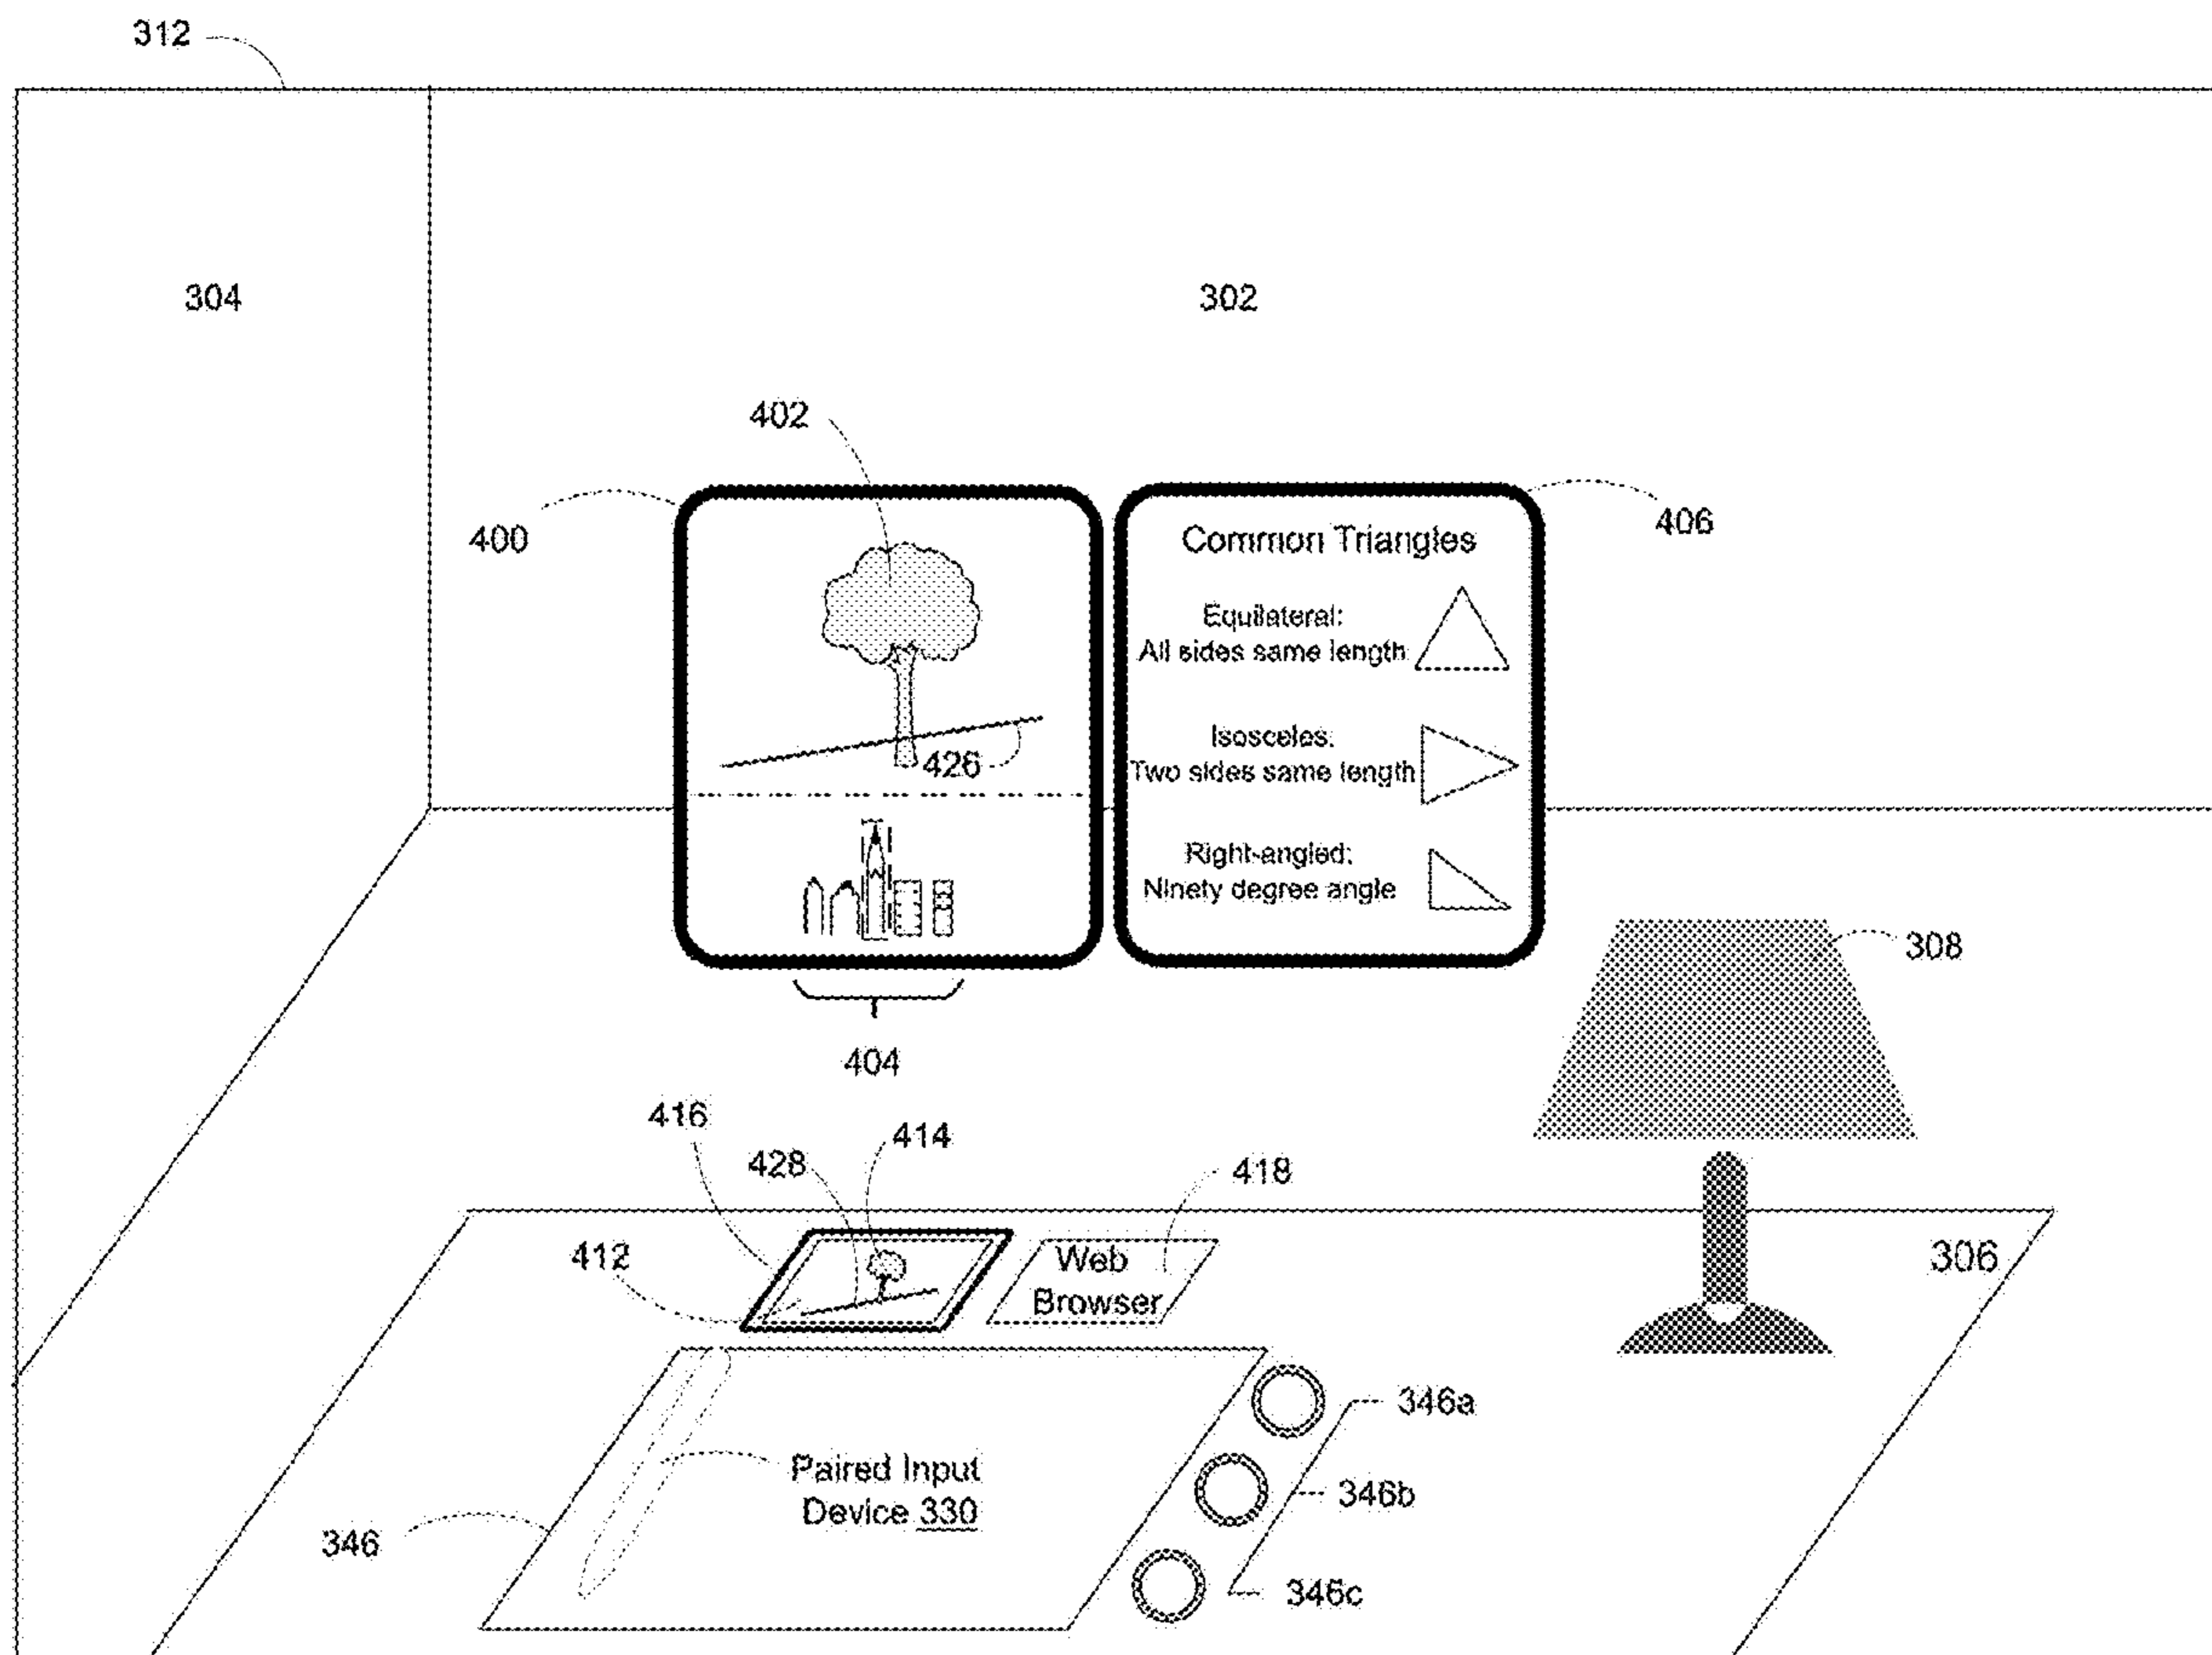 312
304
302
402
400
406
Common Triangles
Equilateral:
All sides same length
Isosceles:
Two sides same length
426
Right-angled:
Ninety degree angle
308
404
416
414
428
418
412
Web
Browser
306
346a
Paired Input
Device 330
346b
346
346c